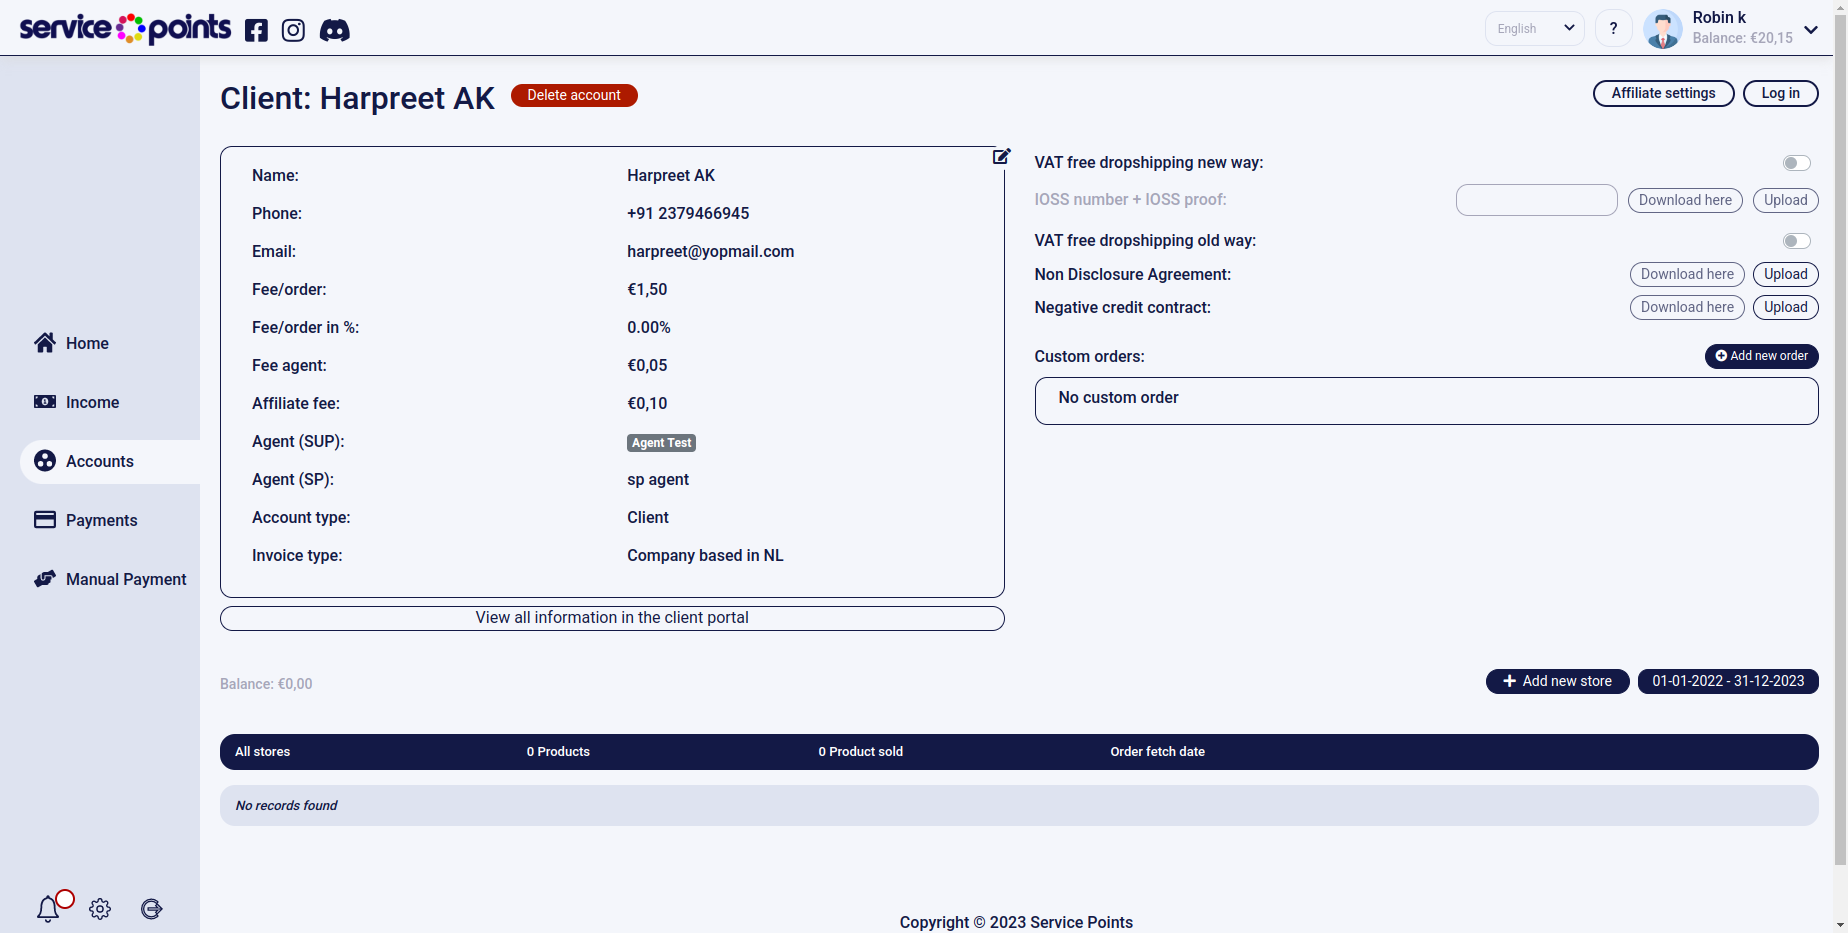 service points
English
?
Robin k
Balance: €20,15
Client: Harpreet AK
Delete account
Affiliate settings
Log in
Home
Income
Accounts
Payments
Manual Payment
Name: Harpreet AK
Phone: +91 2379466945
Email: harpreet@yopmail.com
Fee/order: €1,50
Fee/order in %: 0.00%
Fee agent: €0,05
Affiliate fee: €0,10
Agent (SUP): Agent Test
Agent (SP): sp agent
Account type: Client
Invoice type: Company based in NL
View all information in the client portal
VAT free dropshipping new way:
IOSS number + IOSS proof: Download here Upload
VAT free dropshipping old way:
Non Disclosure Agreement: Download here Upload
Negative credit contract: Download here Upload
Custom orders: Add new order
No custom order
Balance: €0,00
Add new store
01-01-2022 - 31-12-2023
All stores 0 Products 0 Product sold Order fetch date
No records found
Copyright © 2023 Service Points